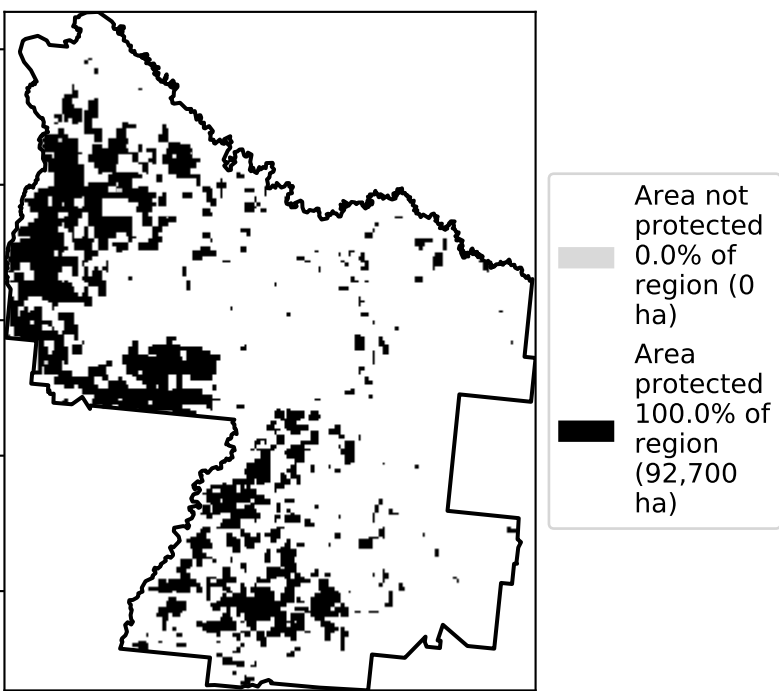 Area not
protected
0.0% of
region (0
ha)
Area
protected
100.0% of
region
(92,700
ha)